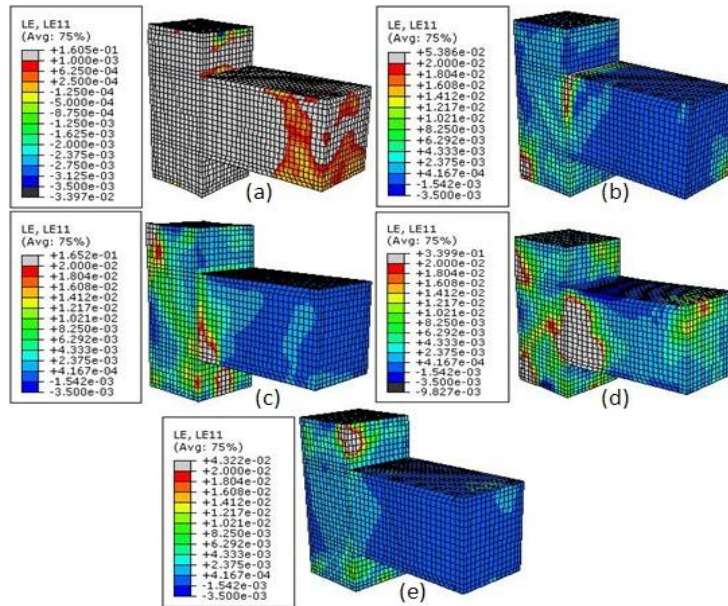 LE, LE11
(Avg: 75%)
+1.605e-01
+1.000e-03
+6.250e-04
+2.500e-04
-1.250e-04
-5.000e-04
-8.750e-04
-1.250e-03
-1.625e-03
-2.000e-03
-2.375e-03
-2.750e-03
-3.125e-03
-3.500e-03
-3.397e-02
(a)
LE, LE11
(Avg: 75%)
+5.386e-02
+2.000e-02
+1.804e-02
+1.608e-02
+1.412e-02
+1.217e-02
+1.021e-02
+8.250e-03
+6.292e-03
+4.333e-03
+2.375e-03
+4.167e-04
-1.542e-03
-3.500e-03
(b)
LE, LE11
(Avg: 75%)
+1.652e-01
+2.000e-02
+1.804e-02
+1.608e-02
+1.412e-02
+1.217e-02
+1.021e-02
+8.250e-03
+6.292e-03
+4.333e-03
+2.375e-03
+4.167e-04
-1.542e-03
-3.500e-03
(c)
LE, LE11
(Avg: 75%)
+3.399e-01
+2.000e-02
+1.804e-02
+1.608e-02
+1.412e-02
+1.217e-02
+1.021e-02
+8.250e-03
+6.292e-03
+4.333e-03
+2.375e-03
+4.167e-04
-1.542e-03
-3.500e-03
-9.827e-03
(d)
LE, LE11
(Avg: 75%)
+4.322e-02
+2.000e-02
+1.804e-02
+1.608e-02
+1.412e-02
+1.217e-02
+1.021e-02
+8.250e-03
+6.292e-03
+4.333e-03
+2.375e-03
+4.167e-04
-1.542e-03
-3.500e-03
(e)